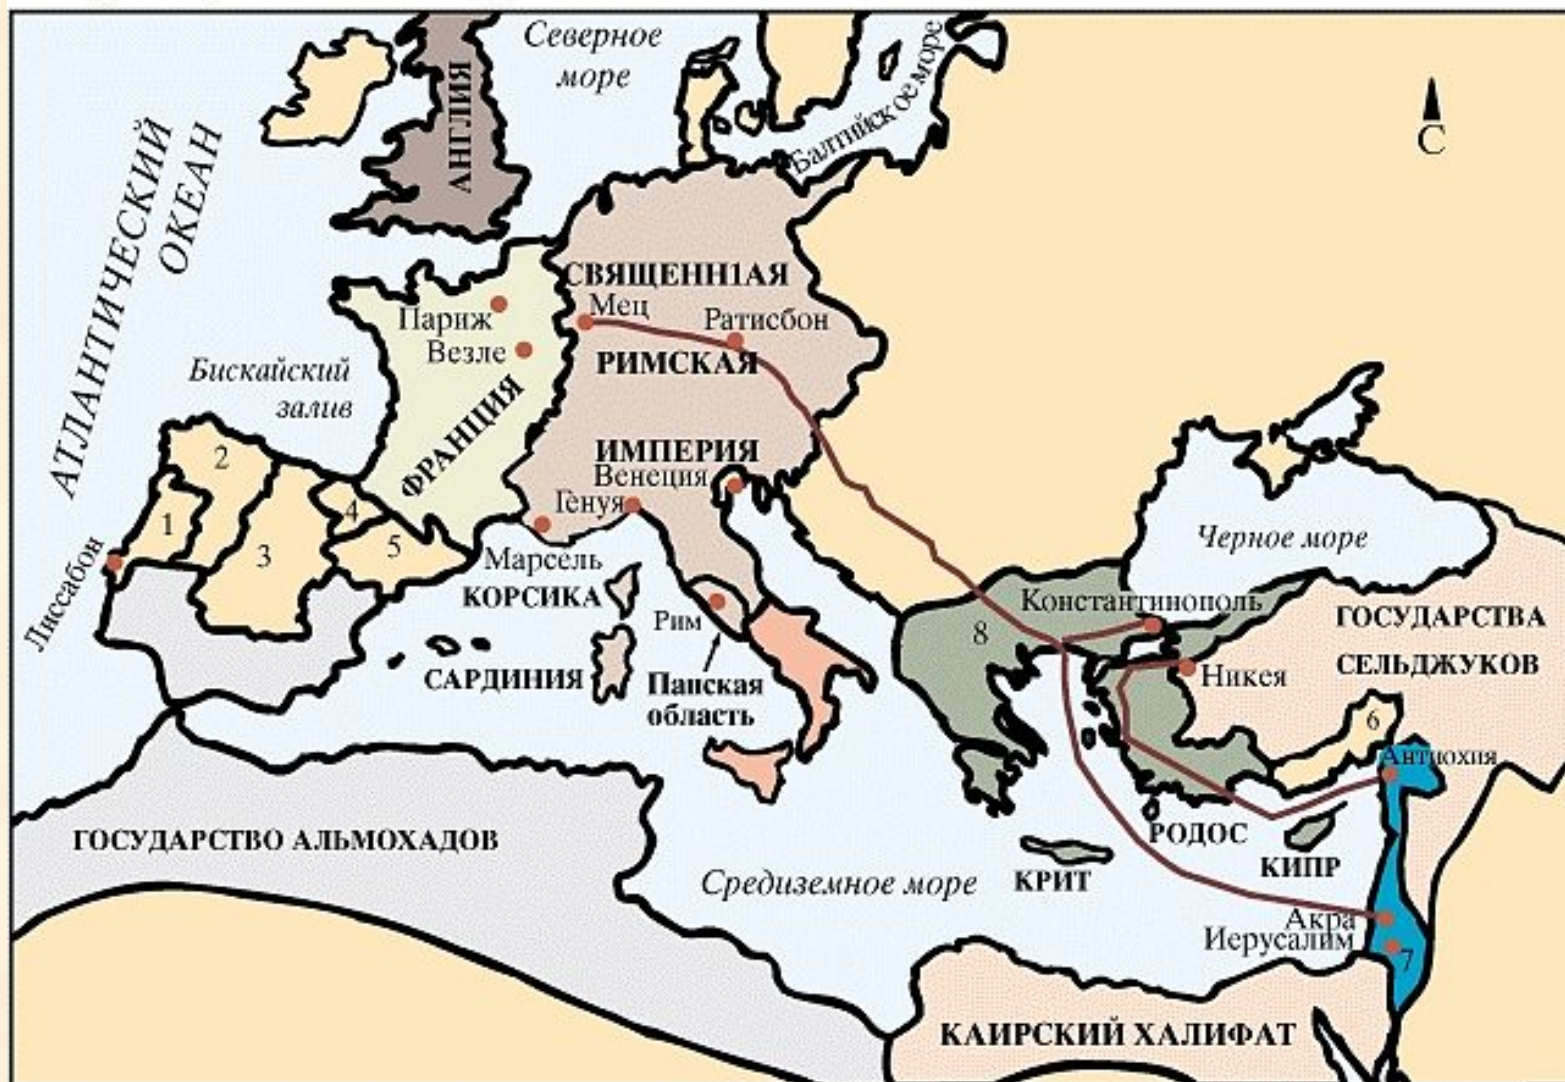 Северное
море
Балтийское море
С
АТЛАНТИЧЕСКИЙ
ОКЕАН
АНГЛИЯ
СВЯЩЕНН1АЯ
Мец
Париж
Ратисбон
Везле
РИМСКАЯ
Бискайский
залив
ФРАНЦИЯ
ИМПЕРИЯ
Венеция
2
Генуя
4
1
3
5
Черное море
Марсель
Лиссабон
КОРСИКА
Константинополь
Рим
8
ГОСУДАРСТВА
СЕЛЬДЖУКОВ
САРДИНИЯ
Папская
область
Никея
6
Антиохия
ГОСУДАРСТВО АЛЬМОХАДОВ
РОДОС
КИПР
Средиземное море
КРИТ
Акра
Иерусалим
7
КАИРСКИЙ ХАЛИФАТ